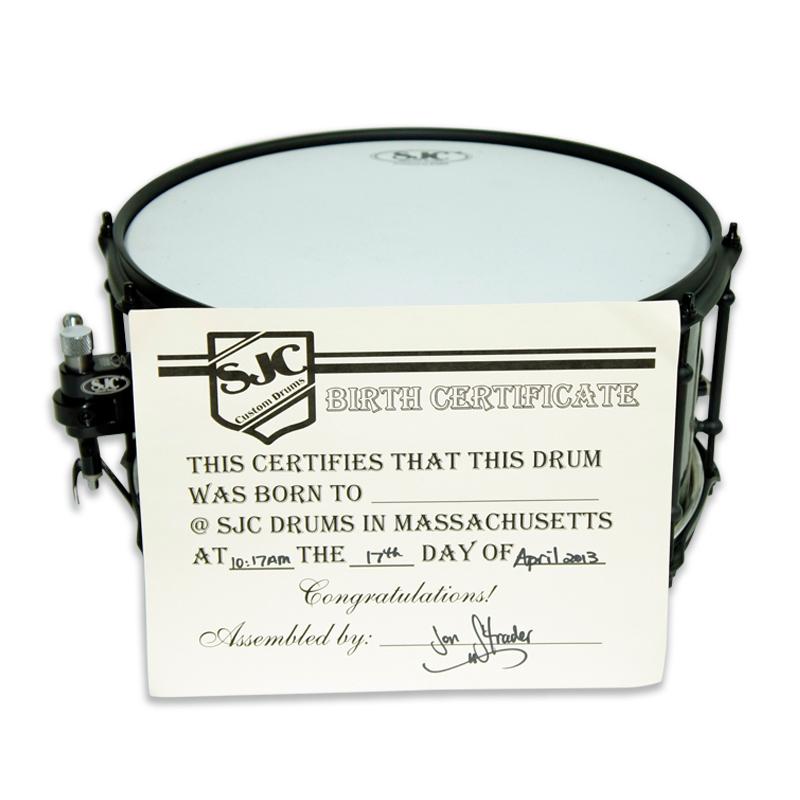 SJC
SJC
SJC
Custom Drums
BIRTH CERTIFICATE
THIS CERTIFIES THAT THIS DRUM
WAS BORN TO
@ SJC DRUMS IN MASSACHUSETTS
AT 10:17AM THE 17th DAY OF April 2013
Congratulations!
Assembled by: Jon Strader